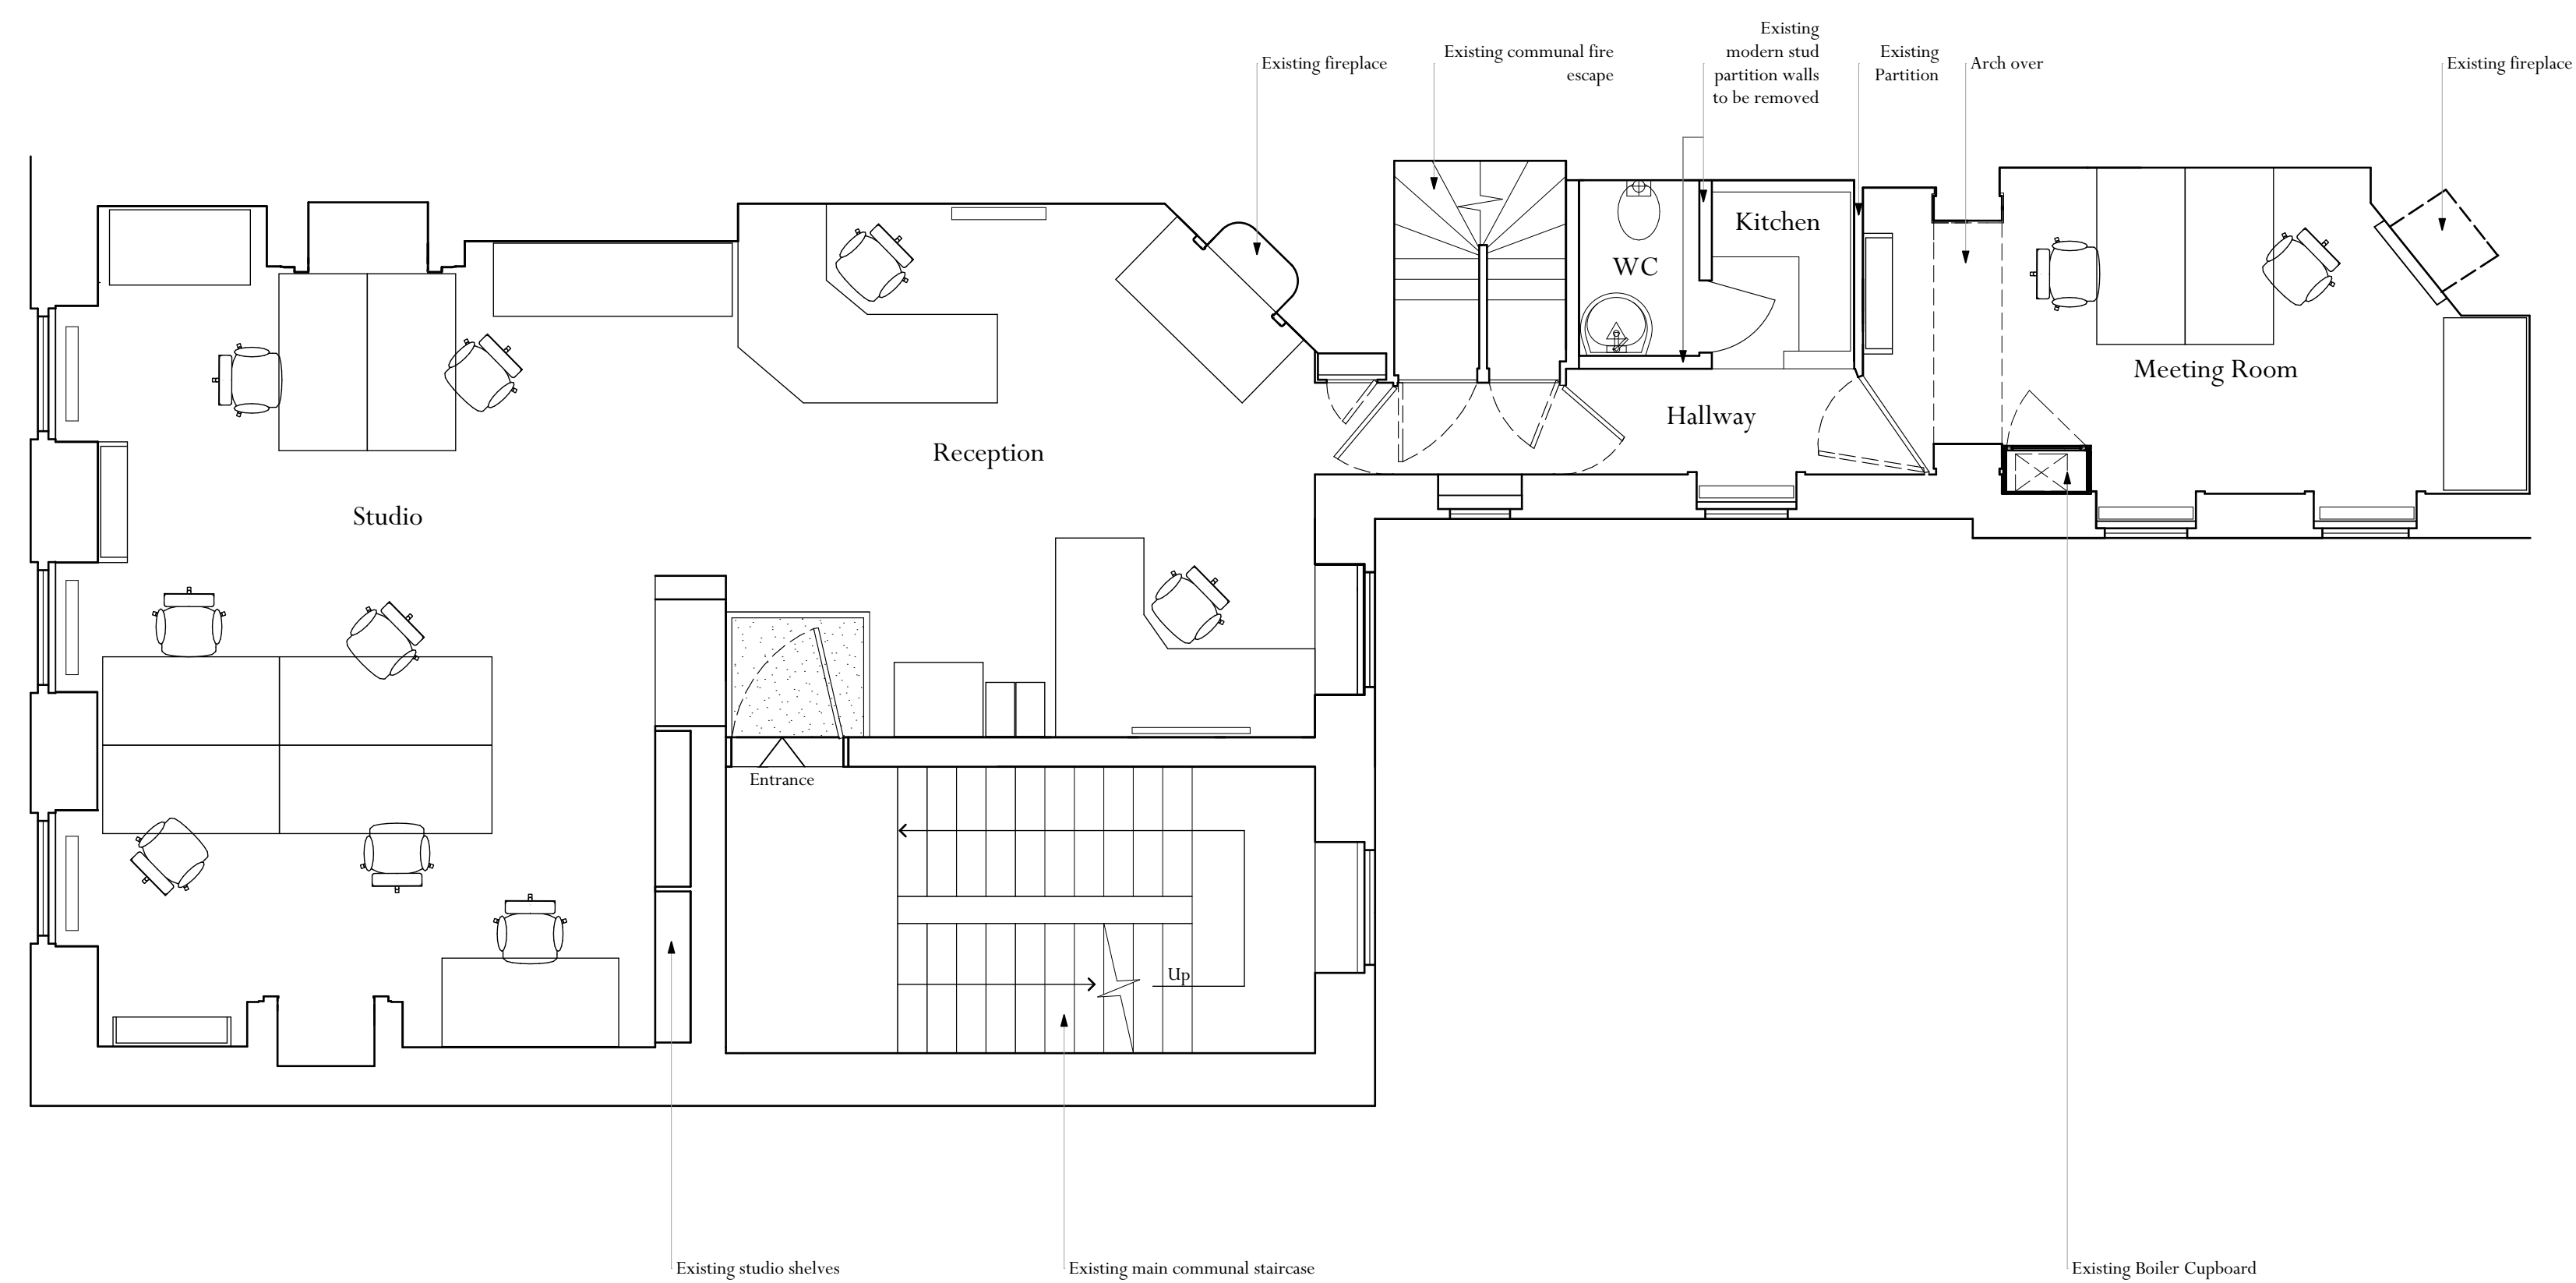 Existing
modern stud
partition walls
to be removed
Existing communal fire
escape
Existing
Partition
Existing fireplace
Arch over
Existing fireplace
Kitchen
WC
Meeting Room
Hallway
Reception
Studio
Entrance
Up
Existing studio shelves
Existing main communal staircase
Existing Boiler Cupboard